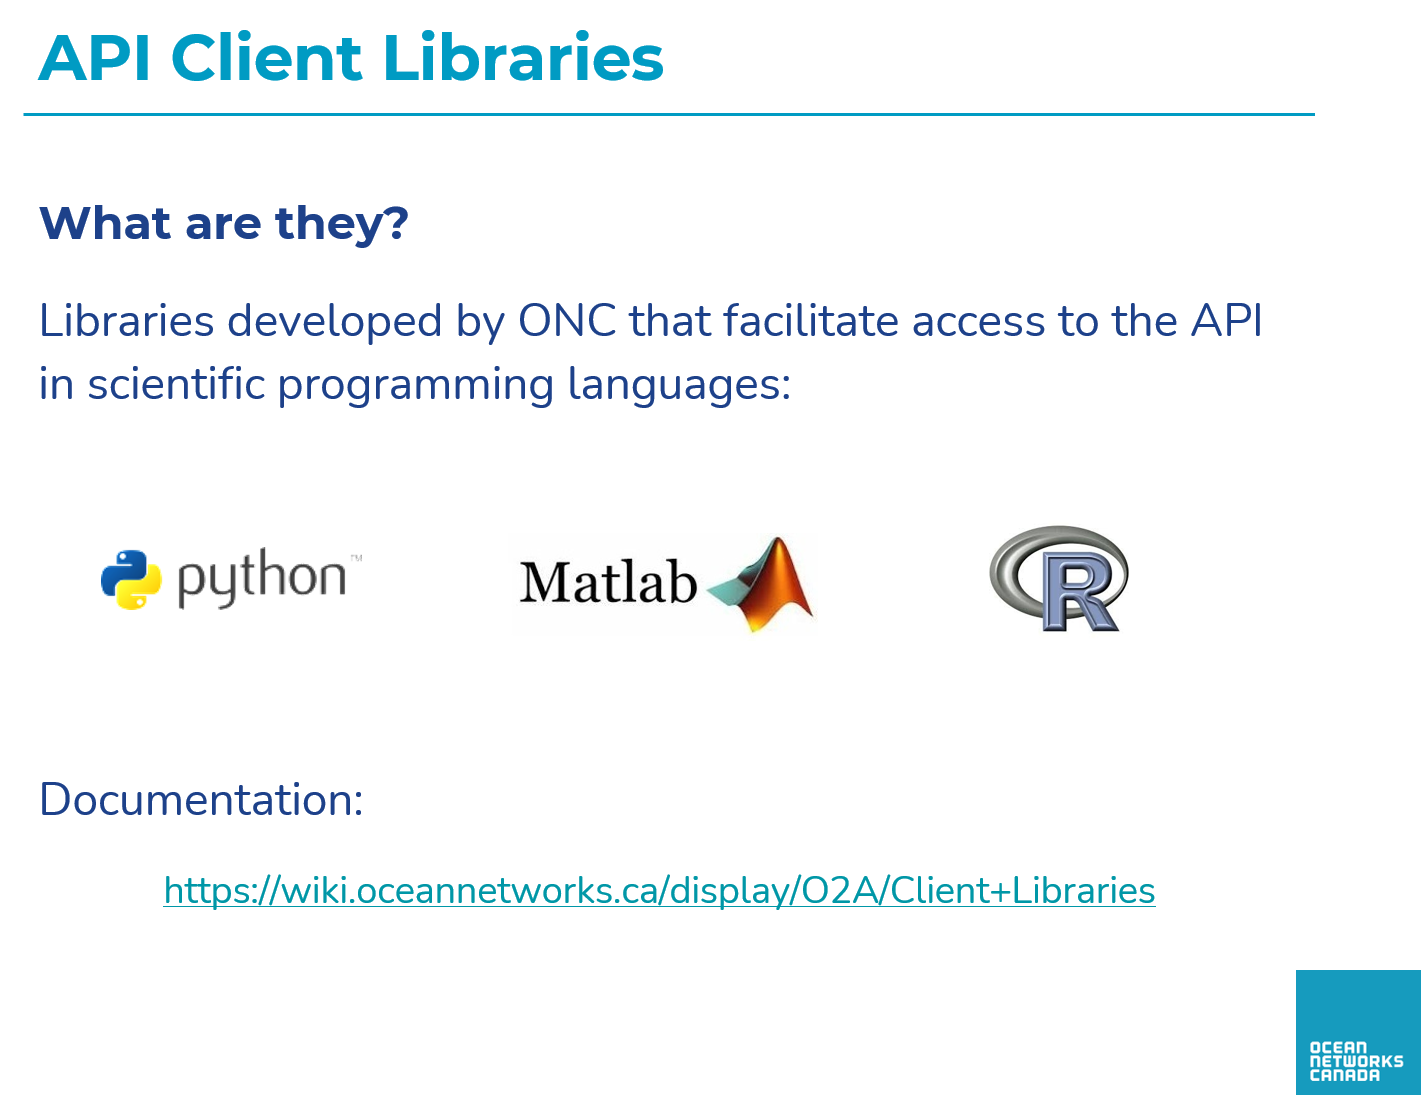 API Client Libraries
What are they?
Libraries developed by ONC that facilitate access to the API
in scientific programming languages:
python™
Matlab
R
Documentation:
https://wiki.oceannetworks.ca/display/O2A/Client+Libraries
OCEAN
NETWORKS
CANADA